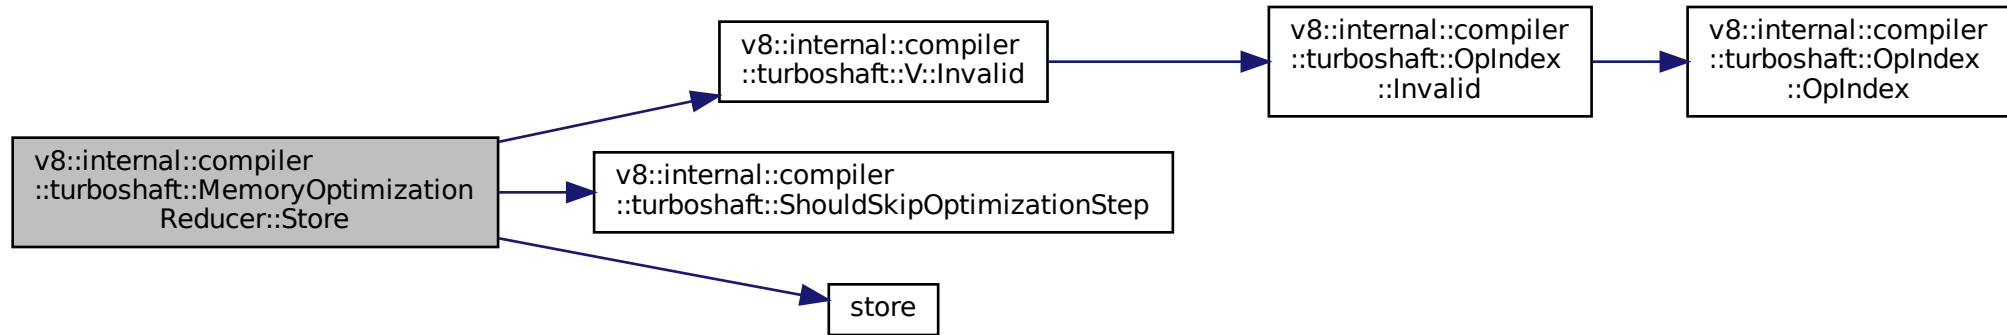 v8::internal::compiler
::turboshaft::MemoryOptimization
Reducer::Store
v8::internal::compiler
::turboshaft::V::Invalid
v8::internal::compiler
::turboshaft::OpIndex
::Invalid
v8::internal::compiler
::turboshaft::OpIndex
::OpIndex
v8::internal::compiler
::turboshaft::ShouldSkipOptimizationStep
store